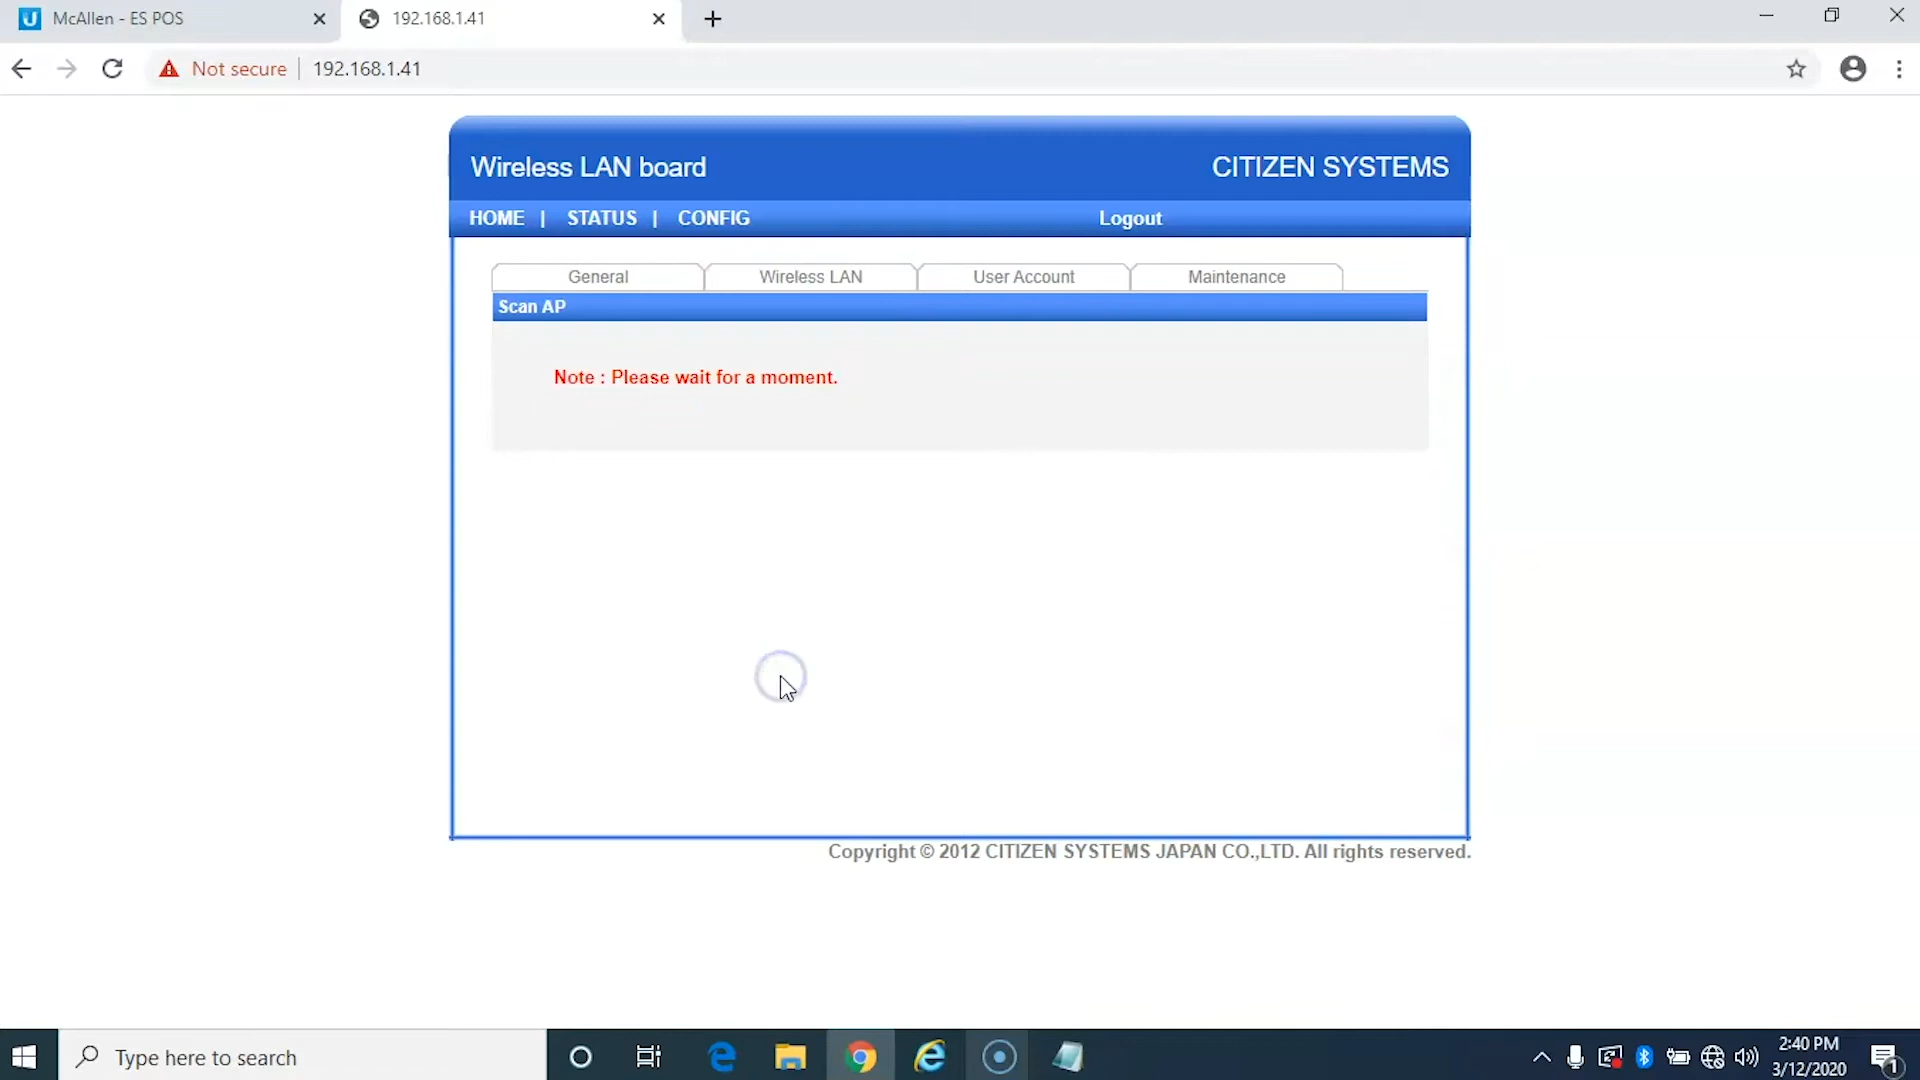 McAllen - ES POS
192.168.1.41
Not secure
192.168.1.41
Wireless LAN board
CITIZEN SYSTEMS
HOME | STATUS | CONFIG
Logout
General
Wireless LAN
User Account
Maintenance
Scan AP
Note : Please wait for a moment.
Copyright © 2012 CITIZEN SYSTEMS JAPAN CO.,LTD. All rights reserved.
Type here to search
2:40 PM
3/12/2020
1